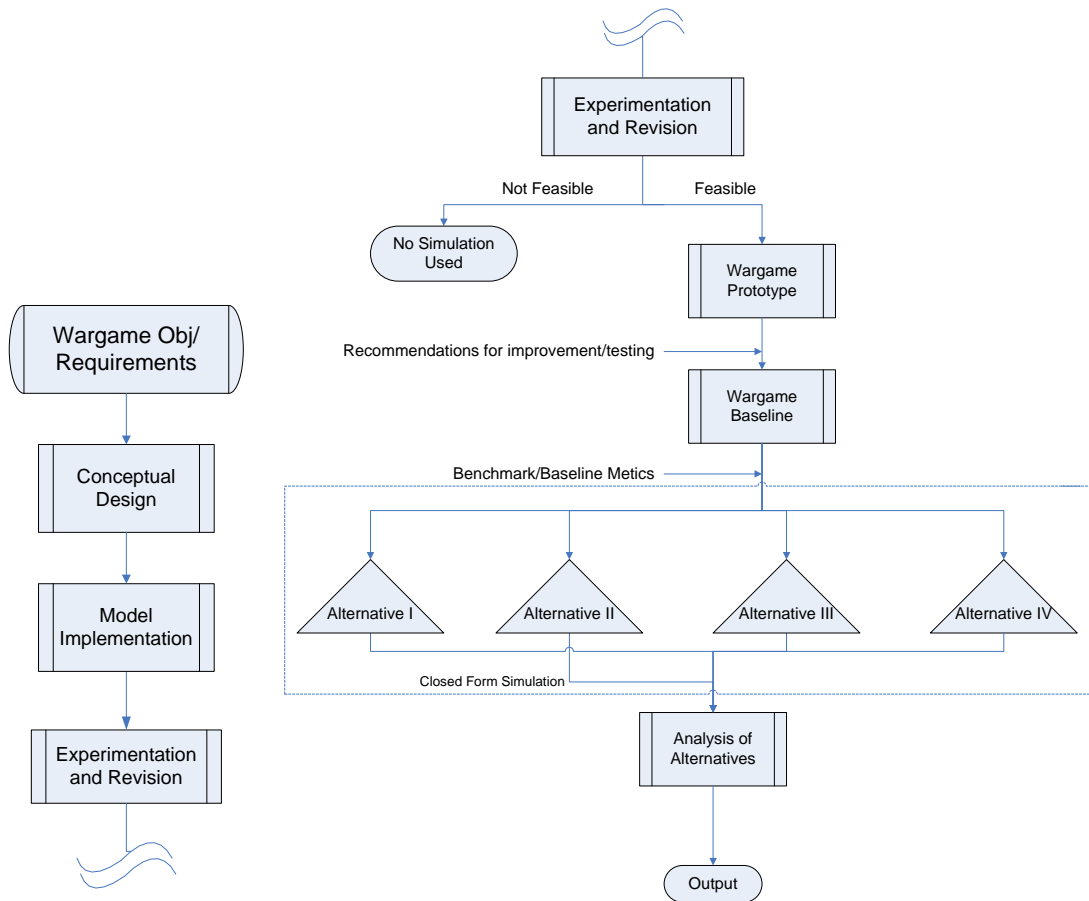 Wargame Obj/
Requirements
Conceptual
Design
Model
Implementation
Experimentation
and Revision
Experimentation
and Revision
Not Feasible
Feasible
No Simulation
Used
Wargame
Prototype
Recommendations for improvement/testing
Wargame
Baseline
Benchmark/Baseline Metics
Alternative I
Alternative II
Alternative III
Alternative IV
Closed Form Simulation
Analysis of
Alternatives
Output